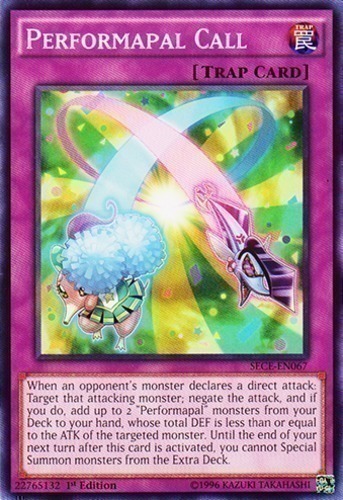 PERFORMAPAL CALL
TRAP
罠
[TRAP CARD]
SECE-EN067
When an opponent's monster declares a direct attack:
Target that attacking monster; negate the attack, and if
you do, add up to 2 "Performapal" monsters from your
Deck to your hand, whose total DEF is less than or equal
to the ATK of the targeted monster. Until the end of your
next turn after this card is activated, you cannot Special
Summon monsters from the Extra Deck.
22765132 1st Edition ©1996 KAZUKI TAKAHASHI